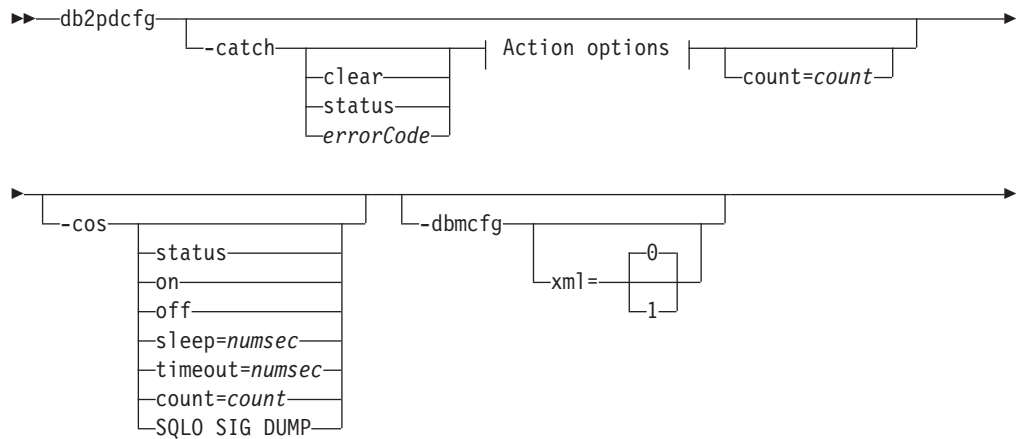 db2pdcfg
-catch Action options
clear count=count
status
errorCode
-cos -dbmcfg
status 0
on xml=
off 1
sleep=numsec
timeout=numsec
count=count
SQLO SIG DUMP